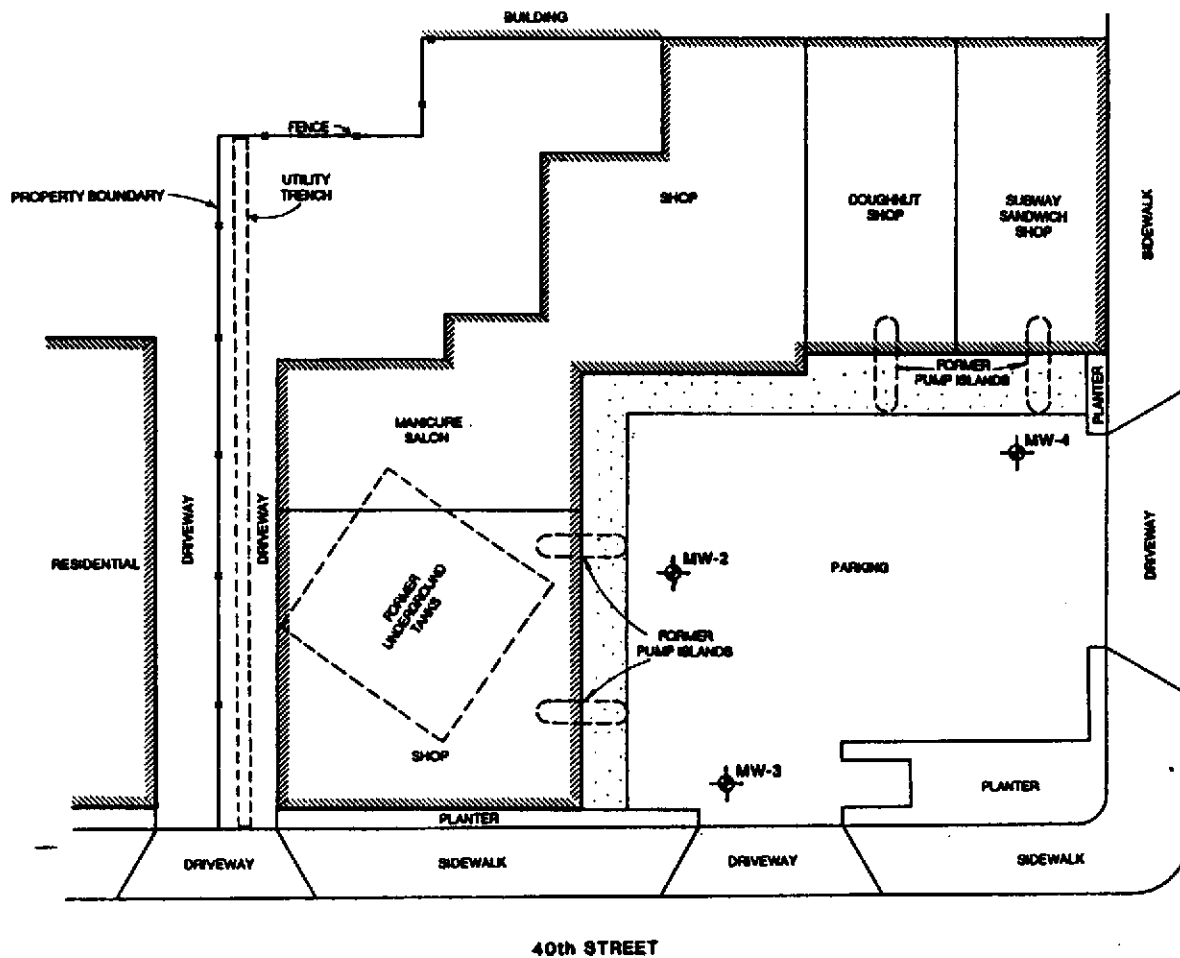 BUILDING
FENCE
UTILITY
TRENCH
PROPERTY BOUNDARY
SHOP
DOUGHNUT
SHOP
SUBWAY
SANDWICH
SHOP
SIDEWALK
FORMER
PUMP ISLANDS
PLANTER
MANICURE
SALON
MW-4
RESIDENTIAL
DRIVEWAY
DRIVEWAY
FORMER
UNDERGROUND
TANKS
MW-2
PARKING
DRIVEWAY
FORMER
PUMP ISLANDS
SHOP
MW-3
PLANTER
PLANTER
DRIVEWAY
SIDEWALK
DRIVEWAY
SIDEWALK
40th STREET